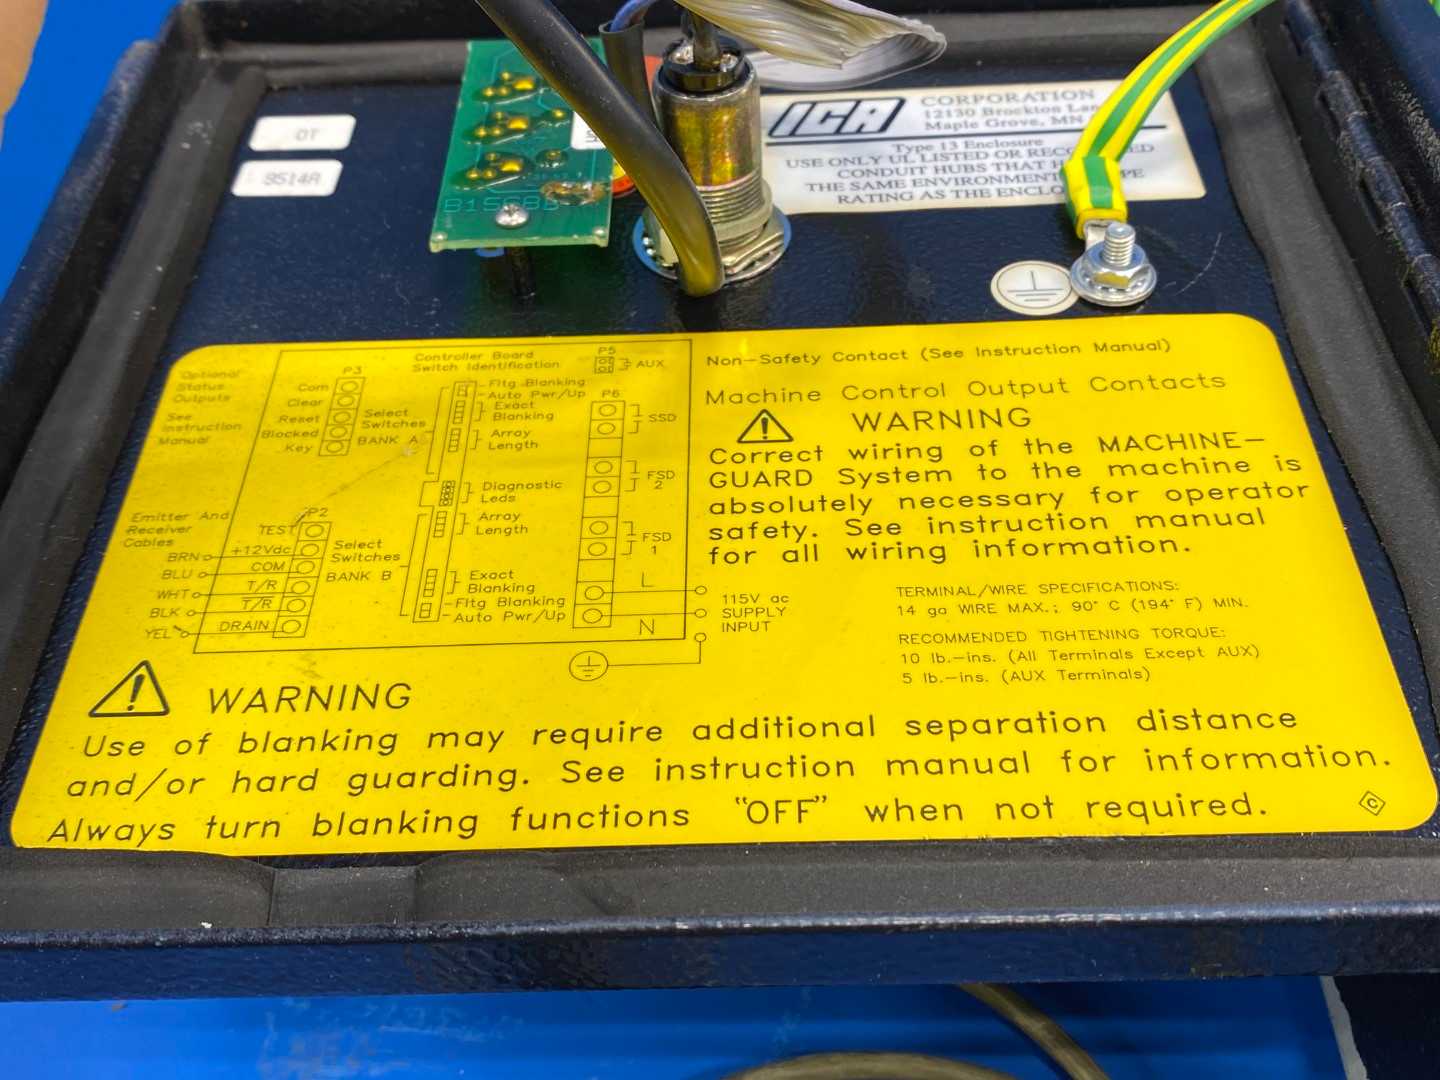 OT
9514A
ICA
CORPORATION
12130 Brockton
Maple Grove, MN
Type 13 Enclosure
USE ONLY UL LISTED OR
CONDUIT HUBS THAT
THE SAME ENVIRONMENT
RATING AS THE
Optional
Status
Outputs
See
Instruction
Manual
P3
Com
Clear
Reset
Blocked
Key
Select
Switches
BANK A
Controller Board
Switch Identification
Fltg Blanking
Auto Pwr/Up
Exact
Blanking
Array
Length
Diagnostic
Leds
Array
Length
Exact
Blanking
Fltg Blanking
Auto Pwr/Up
P5
AUX
P6
SSD
FSD
2
FSD
1
L
N
115V ac
SUPPLY
INPUT
Emitter And
Receiver
Cables
P2
TEST
BRN +12Vdc
BLU COM
WHT T/R
BLK T/R
YEL DRAIN
Select
Switches
BANK B
Non-Safety Contact (See Instruction Manual)
Machine Control Output Contacts
WARNING
Correct wiring of the MACHINE-
GUARD System to the machine is
absolutely necessary for operator
safety. See instruction manual
for all wiring information.
TERMINAL/WIRE SPECIFICATIONS:
14 ga WIRE MAX.; 90° C (194° F) MIN.
RECOMMENDED TIGHTENING TORQUE:
10 lb.-ins. (All Terminals Except AUX)
5 lb.-ins. (AUX Terminals)
WARNING
Use of blanking may require additional separation distance
and/or hard guarding. See instruction manual for information.
Always turn blanking functions "OFF" when not required.
C